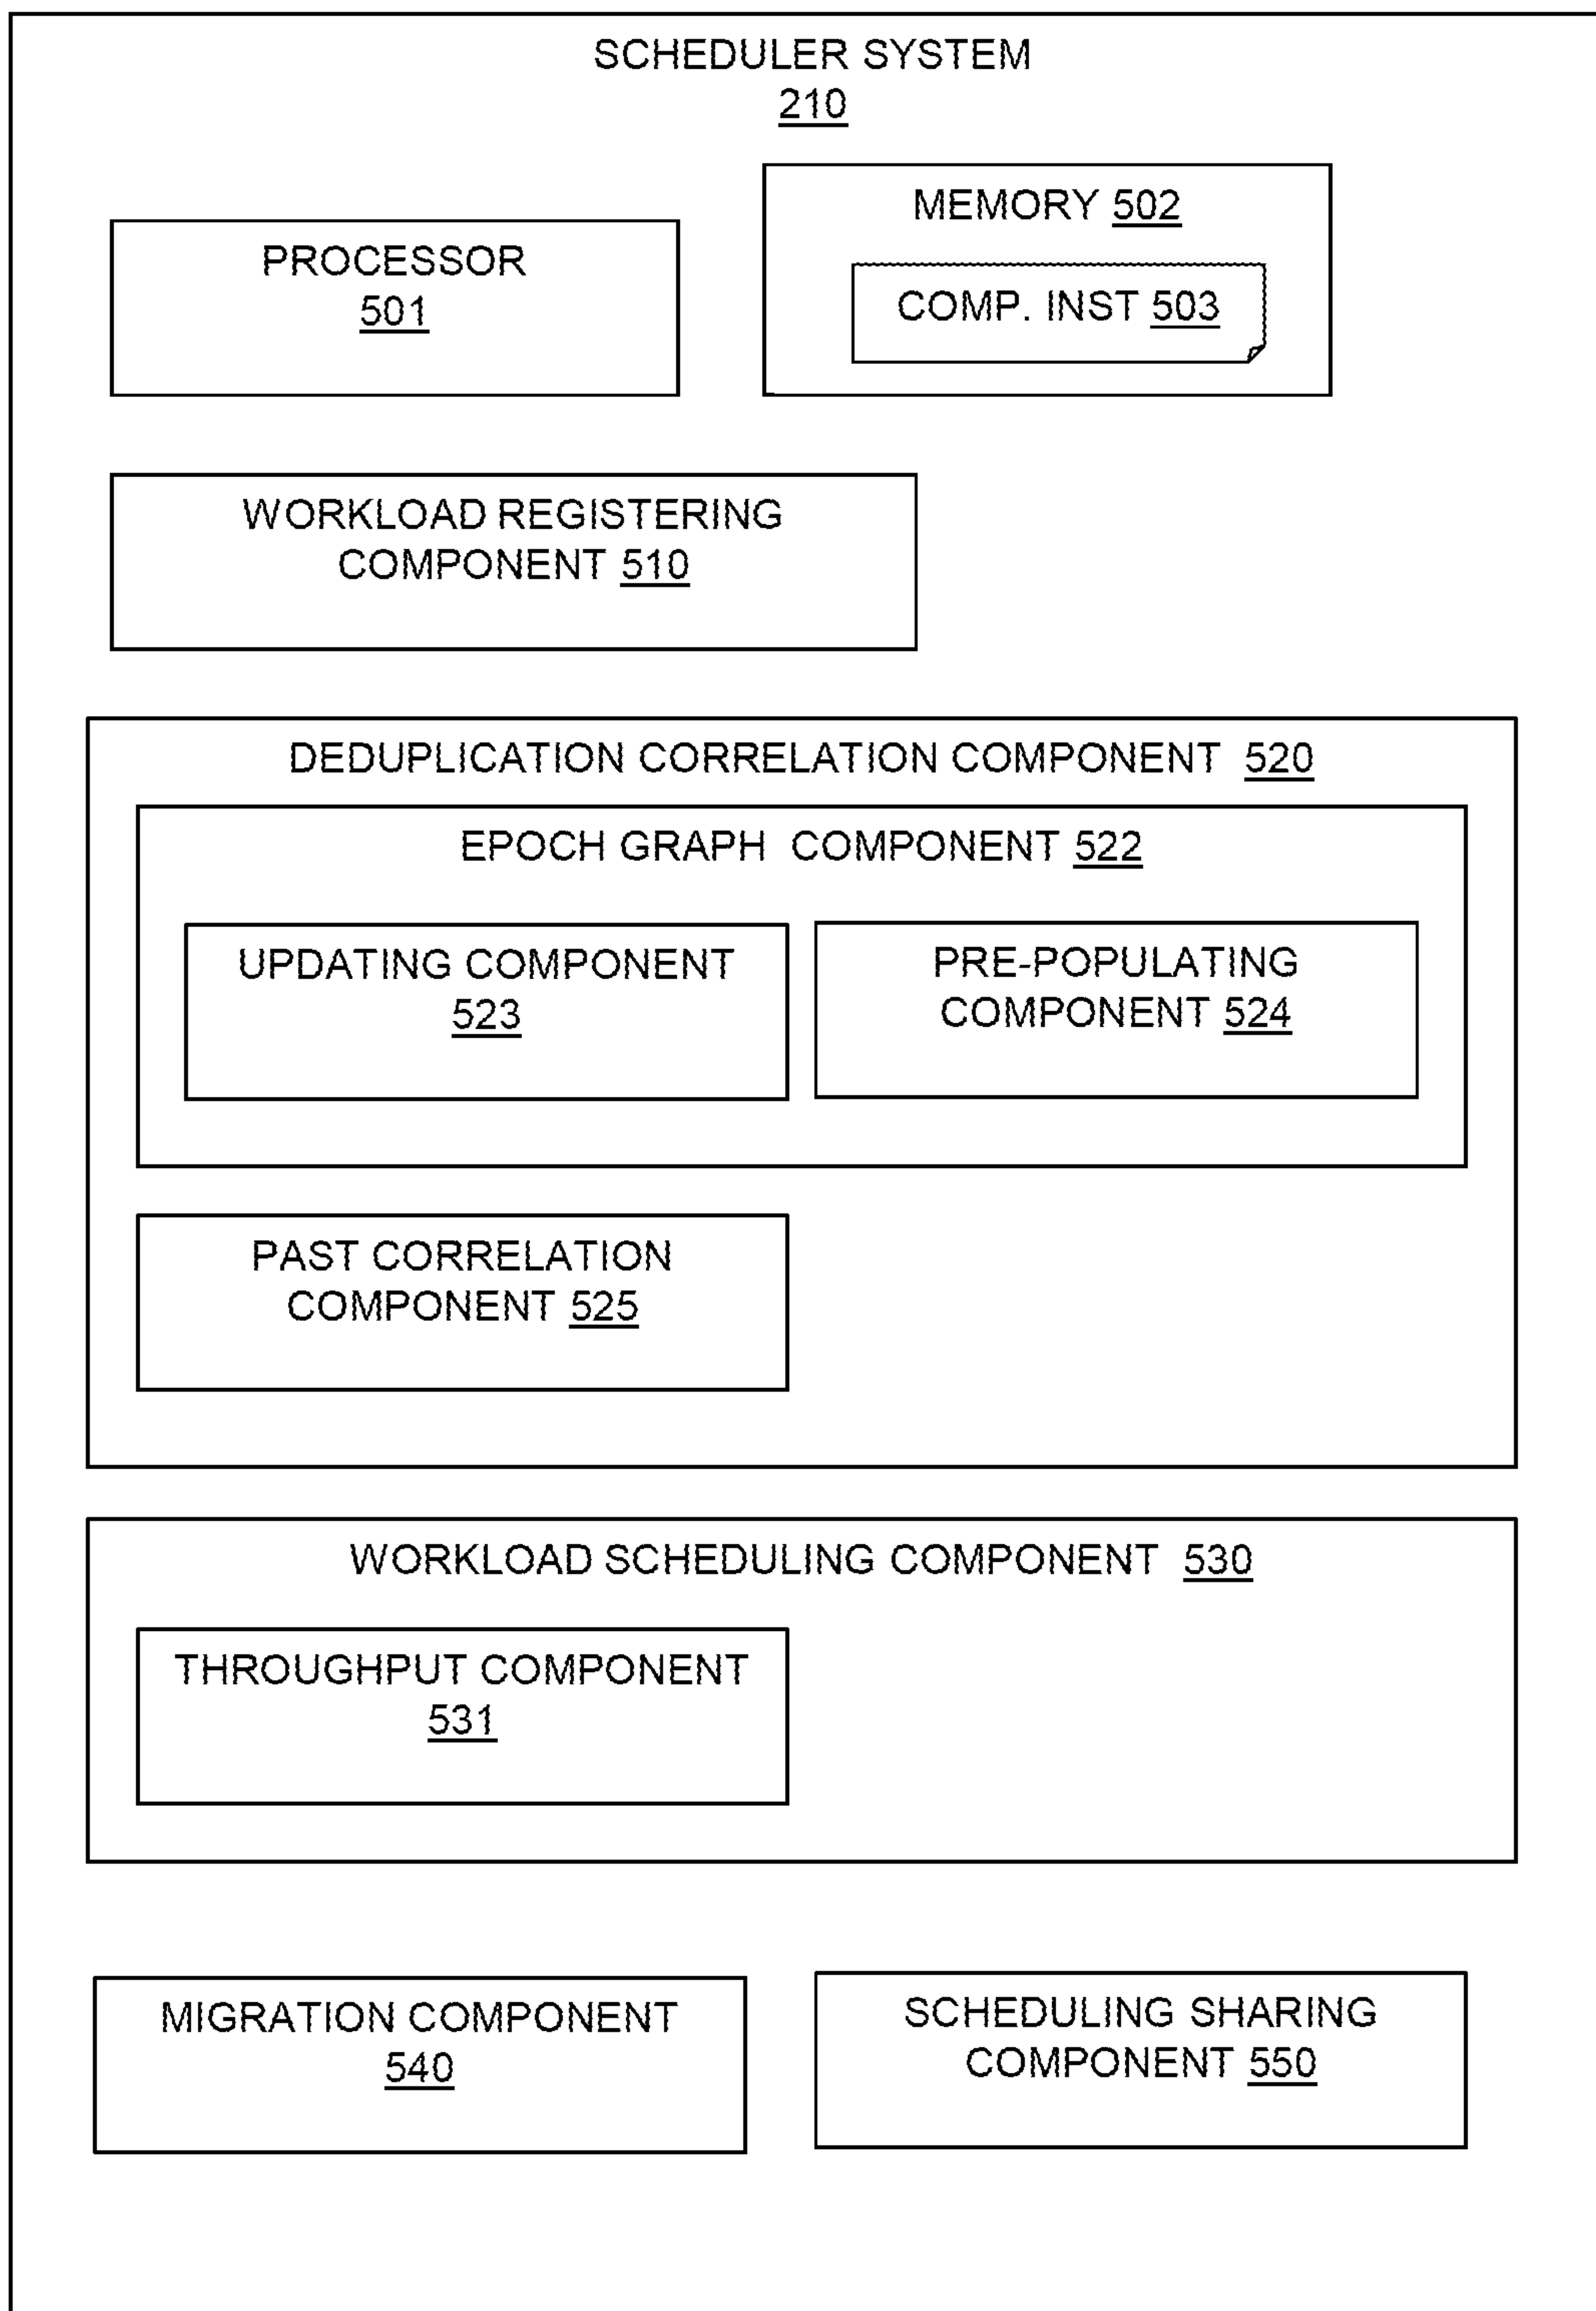 SCHEDULER SYSTEM
210
PROCESSOR
501
MEMORY 502
COMP. INST 503
WORKLOAD REGISTERING
COMPONENT 510
DEDUPLICATION CORRELATION COMPONENT 520
EPOCH GRAPH COMPONENT 522
UPDATING COMPONENT
523
PRE-POPULATING
COMPONENT 524
PAST CORRELATION
COMPONENT 525
WORKLOAD SCHEDULING COMPONENT 530
THROUGHPUT COMPONENT
531
MIGRATION COMPONENT
540
SCHEDULING SHARING
COMPONENT 550